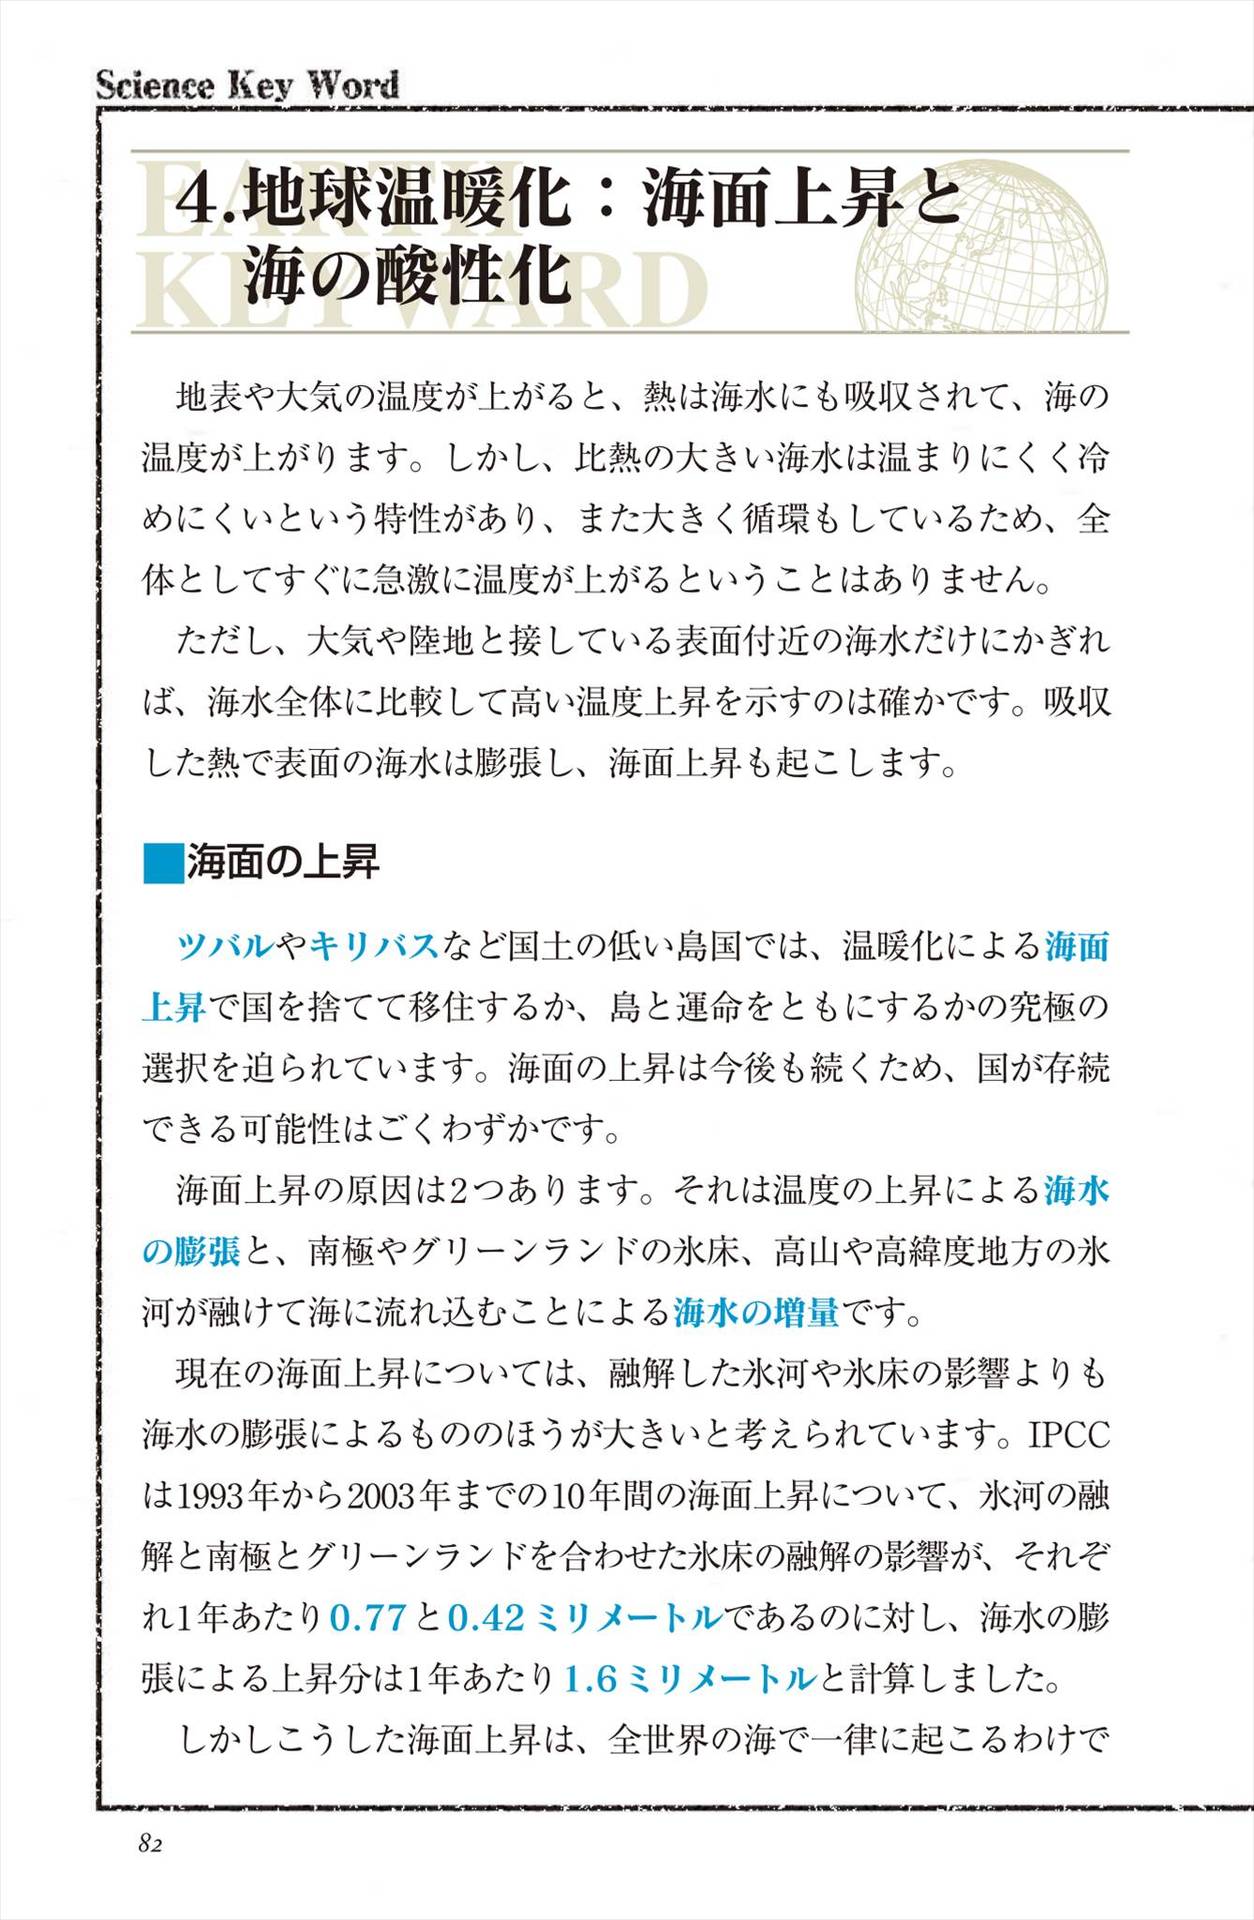 Science Key Word
EARTH
KEYWARD
4.地球温暖化：海面上昇と
海の酸性化
地表や大気の温度が上がると、熱は海水にも吸収されて、海の
温度が上がります。しかし、比熱の大きい海水は温まりにくく冷
めにくいという特性があり、また大きく循環もしているため、全
体としてすぐに急激に温度が上がるということはありません。
ただし、大気や陸地と接している表面付近の海水だけにかぎれ
ば、海水全体に比較して高い温度上昇を示すのは確かです。吸収
した熱で表面の海水は膨張し、海面上昇も起こします。
■海面の上昇
ツバルやキリバスなど国土の低い島国では、温暖化による海面
上昇で国を捨てて移住するか、島と運命をともにするかの究極の
選択を迫られています。海面の上昇は今後も続くため、国が存続
できる可能性はごくわずかです。
海面上昇の原因は2つあります。それは温度の上昇による海水
の膨張と、南極やグリーンランドの氷床、高山や高緯度地方の氷
河が融けて海に流れ込むことによる海水の増量です。
現在の海面上昇については、融解した氷河や氷床の影響よりも
海水の膨張によるもののほうが大きいと考えられています。IPCC
は1993年から2003年までの10年間の海面上昇について、氷河の融
解と南極とグリーンランドを合わせた氷床の融解の影響が、それぞ
れ1年あたり0.77と0.42ミリメートルであるのに対し、海水の膨
張による上昇分は1年あたり1.6ミリメートルと計算しました。
しかしこうした海面上昇は、全世界の海で一律に起こるわけで
82